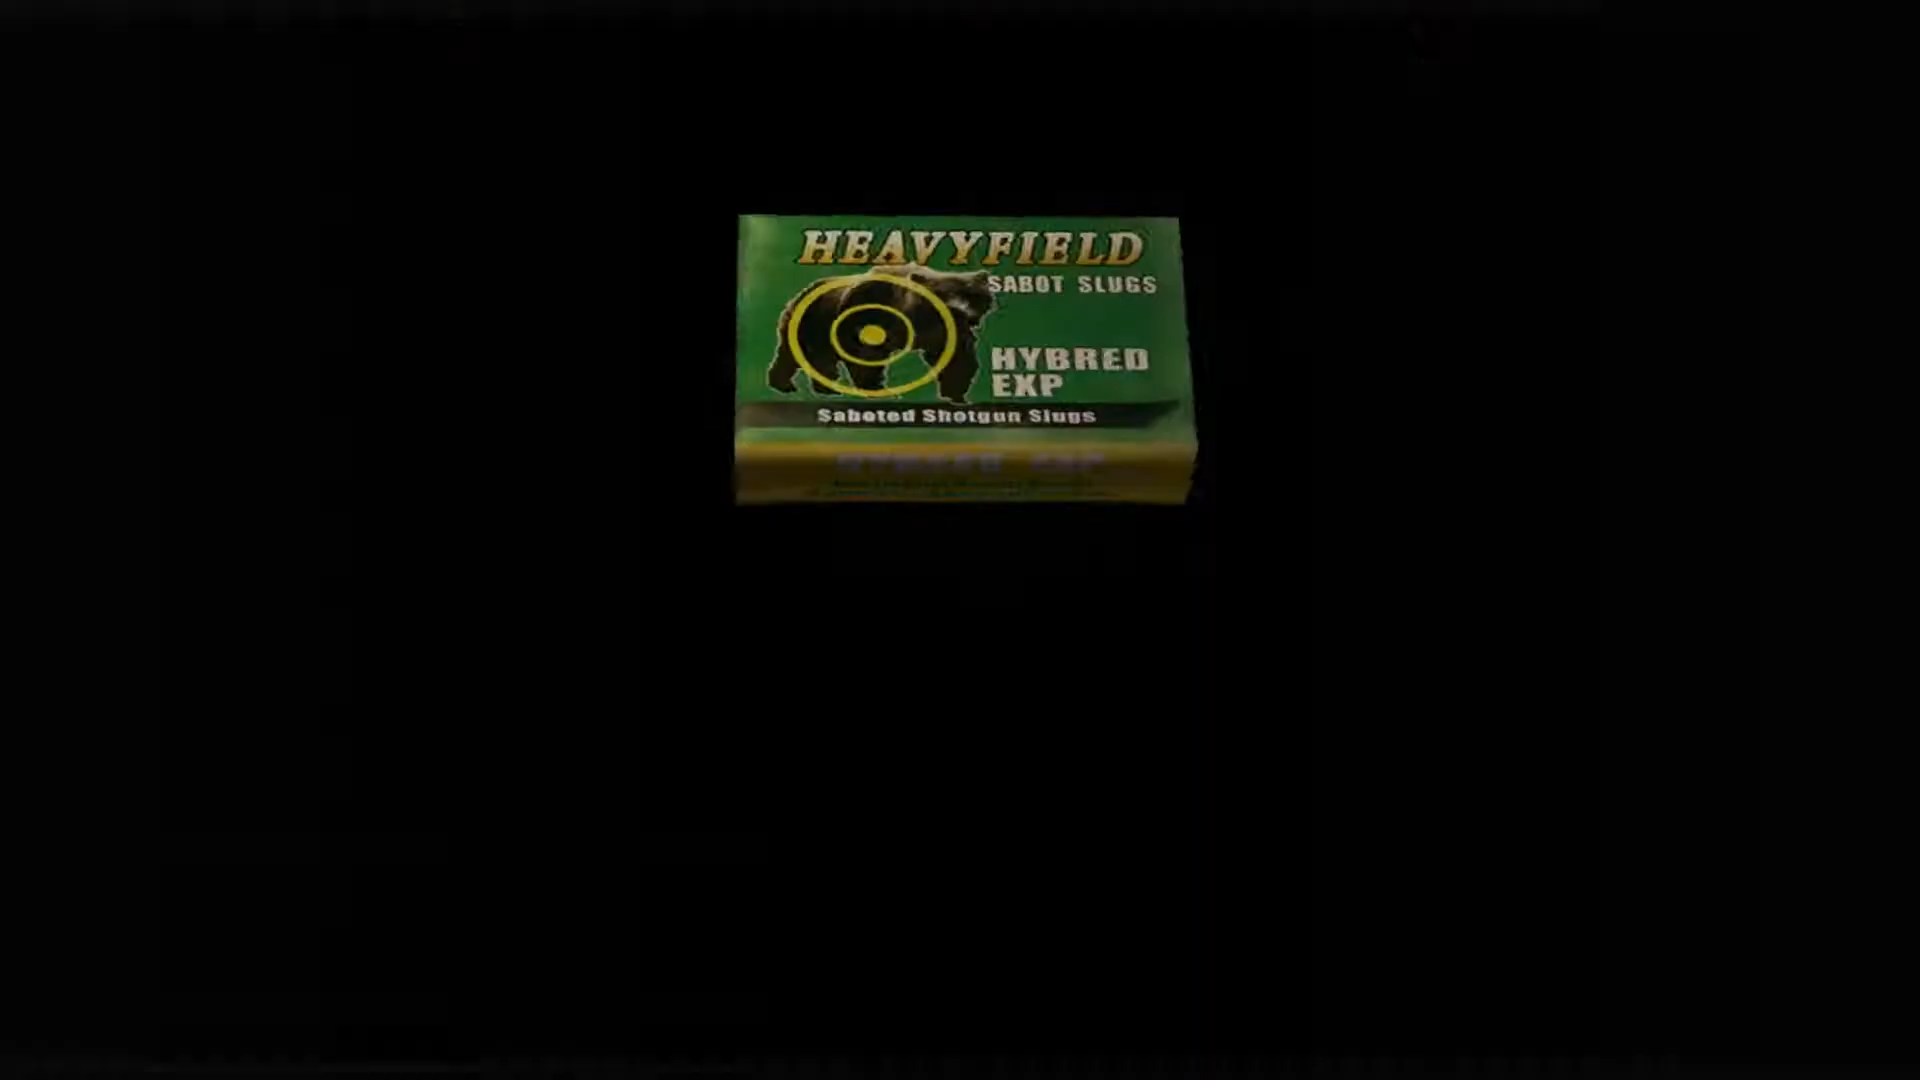 HEAVYFIELD
SABOT SLUGS
HYBRED
EXP
Saboted Shotgun Slugs